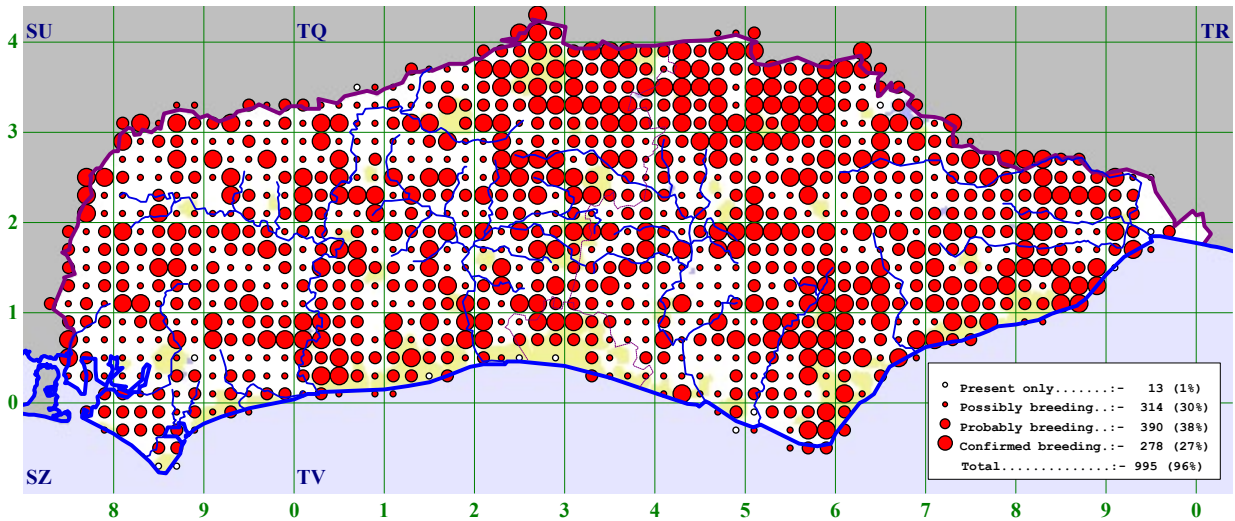 SU TQ TR
4
3
2
1
0
Present only.......:- 13 (1%)
Possibly breeding..:- 314 (30%)
Probably breeding..:- 390 (38%)
Confirmed breeding.:- 278 (27%)
Total..............:- 995 (96%)
SZ TV
8 9 0 1 2 3 4 5 6 7 8 9 0